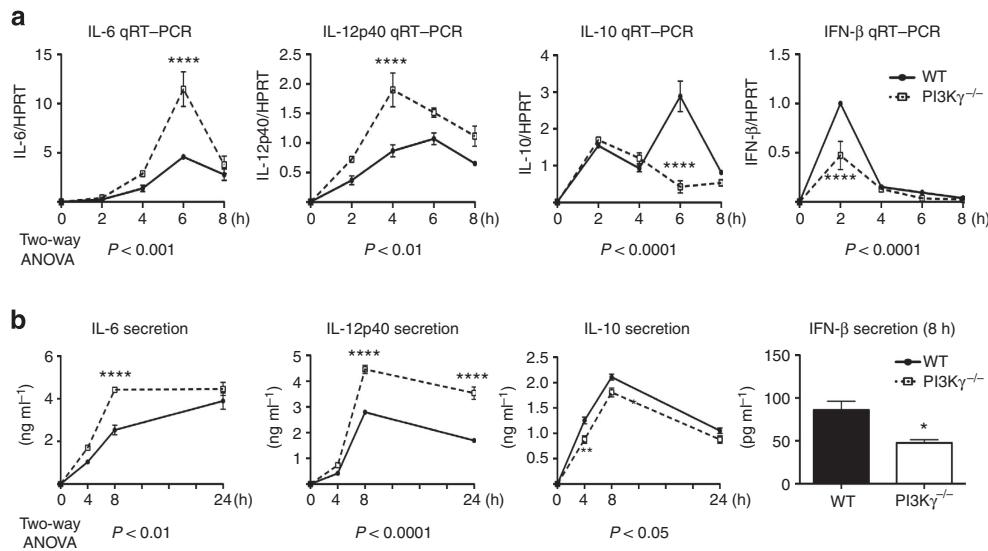 a
IL-6 qRT–PCR
IL-6/HPRT
15
10
5
0
0 2 4 6 8 (h)
****
IL-12p40 qRT–PCR
IL-12p40/HPRT
2.5
2.0
1.5
1.0
0.5
0
0 2 4 6 8 (h)
****
IL-10 qRT–PCR
IL-10/HPRT
4
3
2
1
0 2 4 6 8 (h)
****
IFN-β qRT–PCR
IFN-β/HPRT
1.5
1.0
0.5
0 2 4 6 8 (h)
****
WT
PI3Kγ–/–
Two-way
ANOVA
P < 0.001
P < 0.01
P < 0.0001
P < 0.0001
b
IL-6 secretion
(ng ml–1)
6
4
2
0
0 4 8 24 (h)
****
IL-12p40 secretion
(ng ml–1)
5
4
3
2
1
0
0 4 8 24 (h)
****
****
IL-10 secretion
(ng ml–1)
2.5
2.0
1.5
1.0
0.5
0 4 8 24 (h)
**
IFN-β secretion (8 h)
(pg ml–1)
150
100
50
0
WT
PI3Kγ–/–
*
WT
PI3Kγ–/–
Two-way
ANOVA
P < 0.01
P < 0.0001
P < 0.05